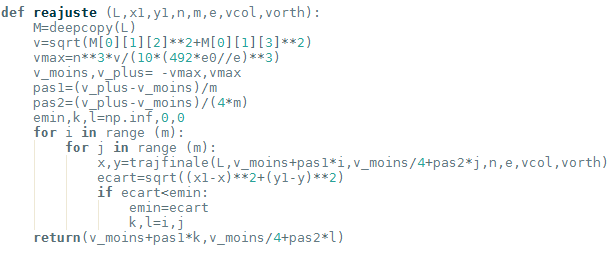 def reajuste (L,x1,y1,n,m,e,vcol,vorth):
    M=deepcopy(L)
    v=sqrt(M[0][1][2]**2+M[0][1][3]**2)
    vmax=n**3*v/(10*(492*e0//e)**3)
    v_moins,v_plus= -vmax,vmax
    pas1=(v_plus-v_moins)/m
    pas2=(v_plus-v_moins)/(4*m)
    emin,k,l=np.inf,0,0
    for i in range (m):
        for j in range (m):
            x,y=trajfinale(L,v_moins+pas1*i,v_moins/4+pas2*j,n,e,vcol,vorth)
            ecart=sqrt((x1-x)**2+(y1-y)**2)
            if ecart<emin:
                emin=ecart
                k,l=i,j
    return(v_moins+pas1*k,v_moins/4+pas2*l)